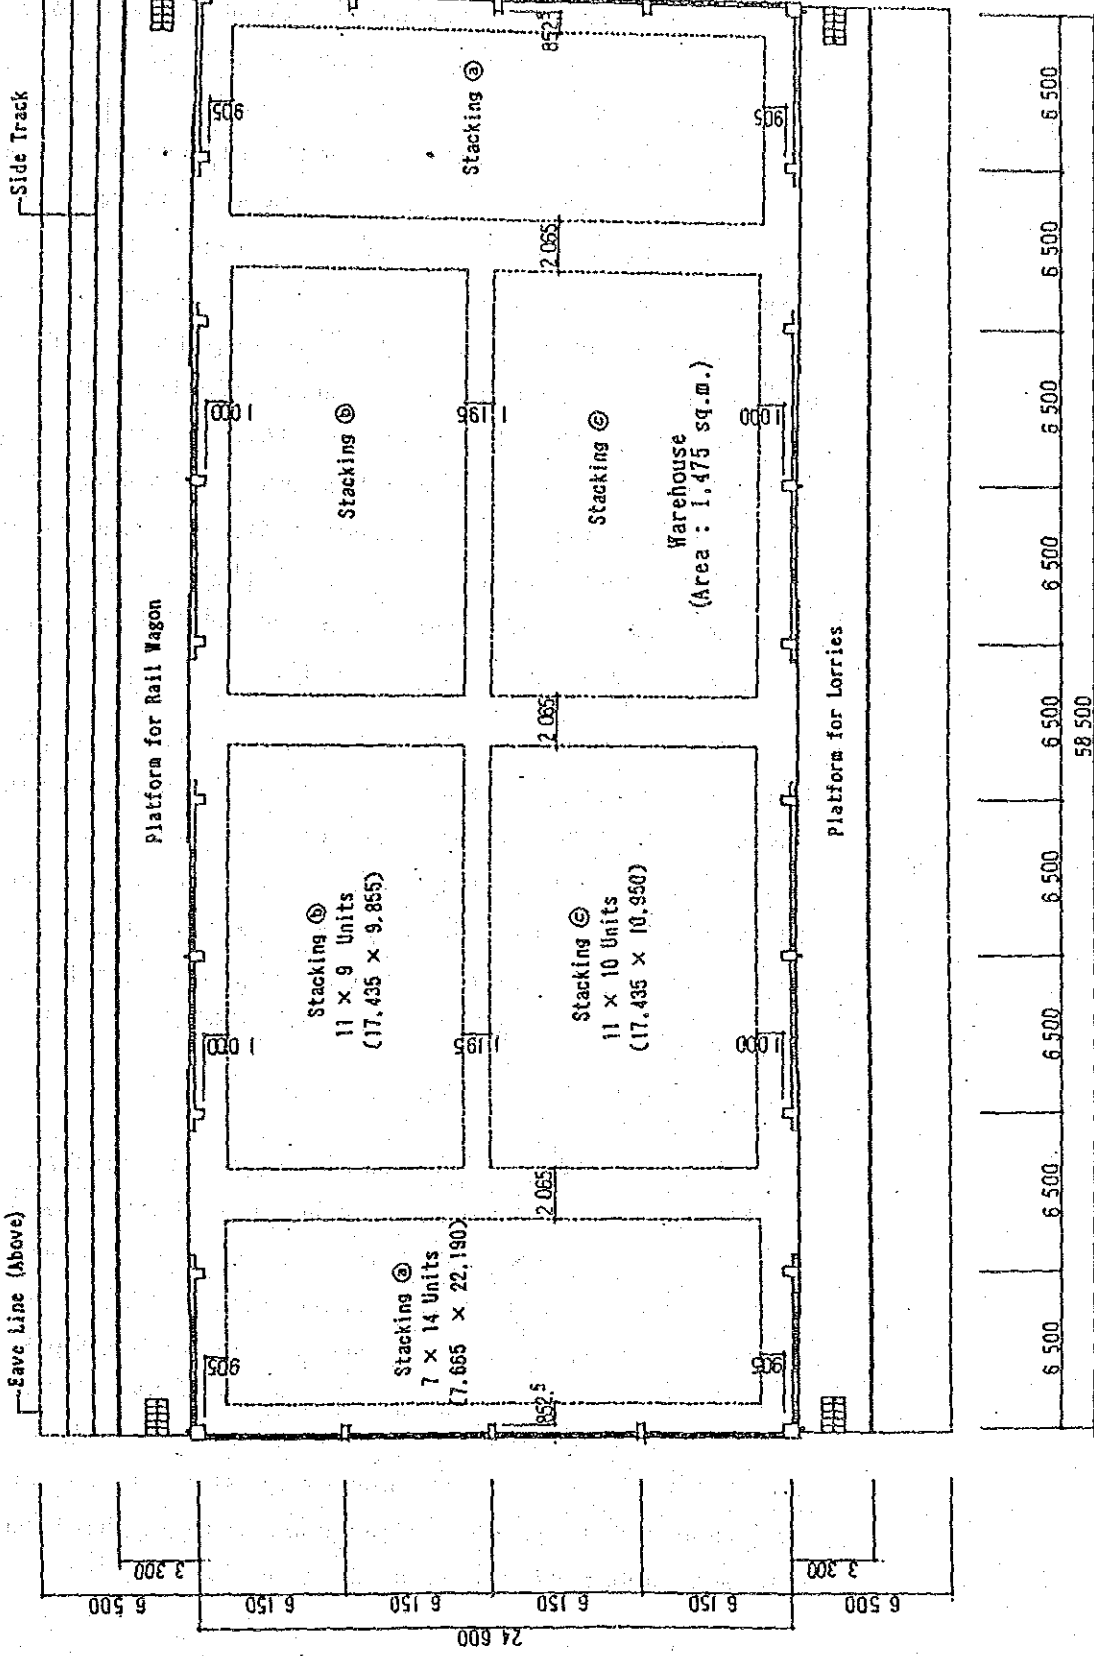 Eave Line (Above)
Side Track
Platform for Rail Wagon
905
1 000
1 000
905
Stacking ⓐ
7 × 14 Units
(7.665 × 22.190)
Stacking ⓑ
11 × 9 Units
(17.435 × 9.855)
Stacking ⓑ
Stacking ⓐ
1 195
1 195
852.5
2 065
2 065
2 065
852.5
Stacking ⓒ
11 × 10 Units
(17.435 × 10.950)
Stacking ⓒ
Warehouse
(Area : 1,475 sq.m.)
905
1 000
1 000
905
Platform for Lorries
6 500
6 500
6 500
6 500
6 500
6 500
6 500
6 500
6 500
58 500
3 300
3 300
6 500
6 150
6 150
6 150
6 150
6 500
24 600